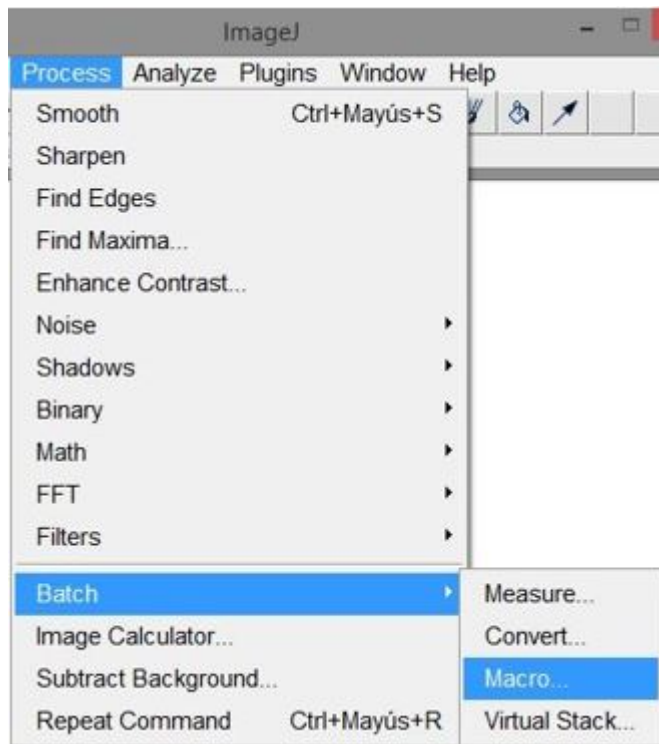 ImageJ
Process Analyze Plugins Window Help
Smooth Ctrl+Mayús+S
Sharpen
Find Edges
Find Maxima...
Enhance Contrast...
Noise
Shadows
Binary
Math
FFT
Filters
Batch
Image Calculator...
Subtract Background...
Repeat Command Ctrl+Mayús+R
Measure...
Convert...
Macro...
Virtual Stack...